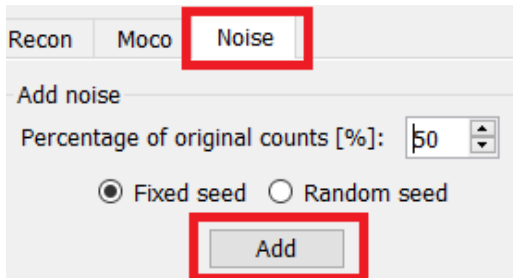 Recon Moco Noise
Add noise
Percentage of original counts [%]: 50
Fixed seed Random seed
Add